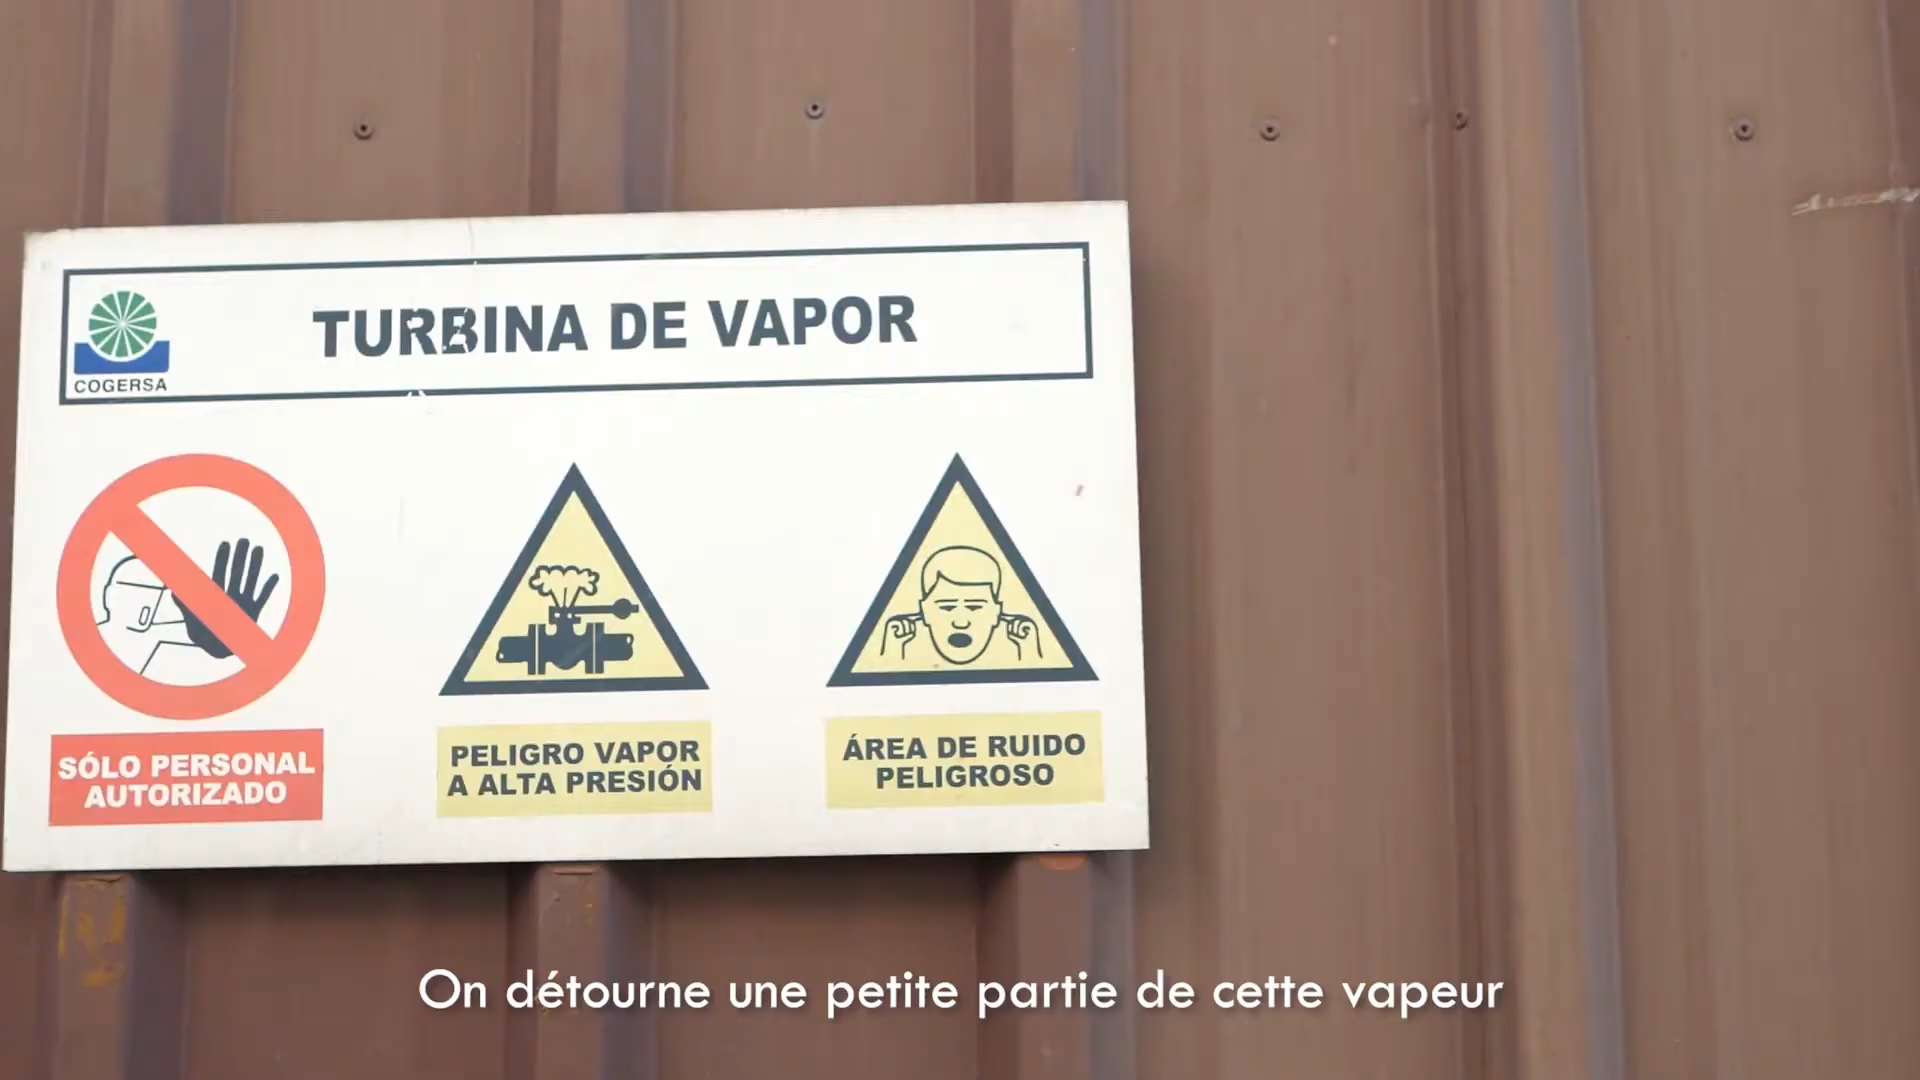 TURBINA DE VAPOR
COGERSA
SÓLO PERSONAL
AUTORIZADO
PELIGRO VAPOR
A ALTA PRESIÓN
ÁREA DE RUIDO
PELIGROSO
On détourne une petite partie de cette vapeur